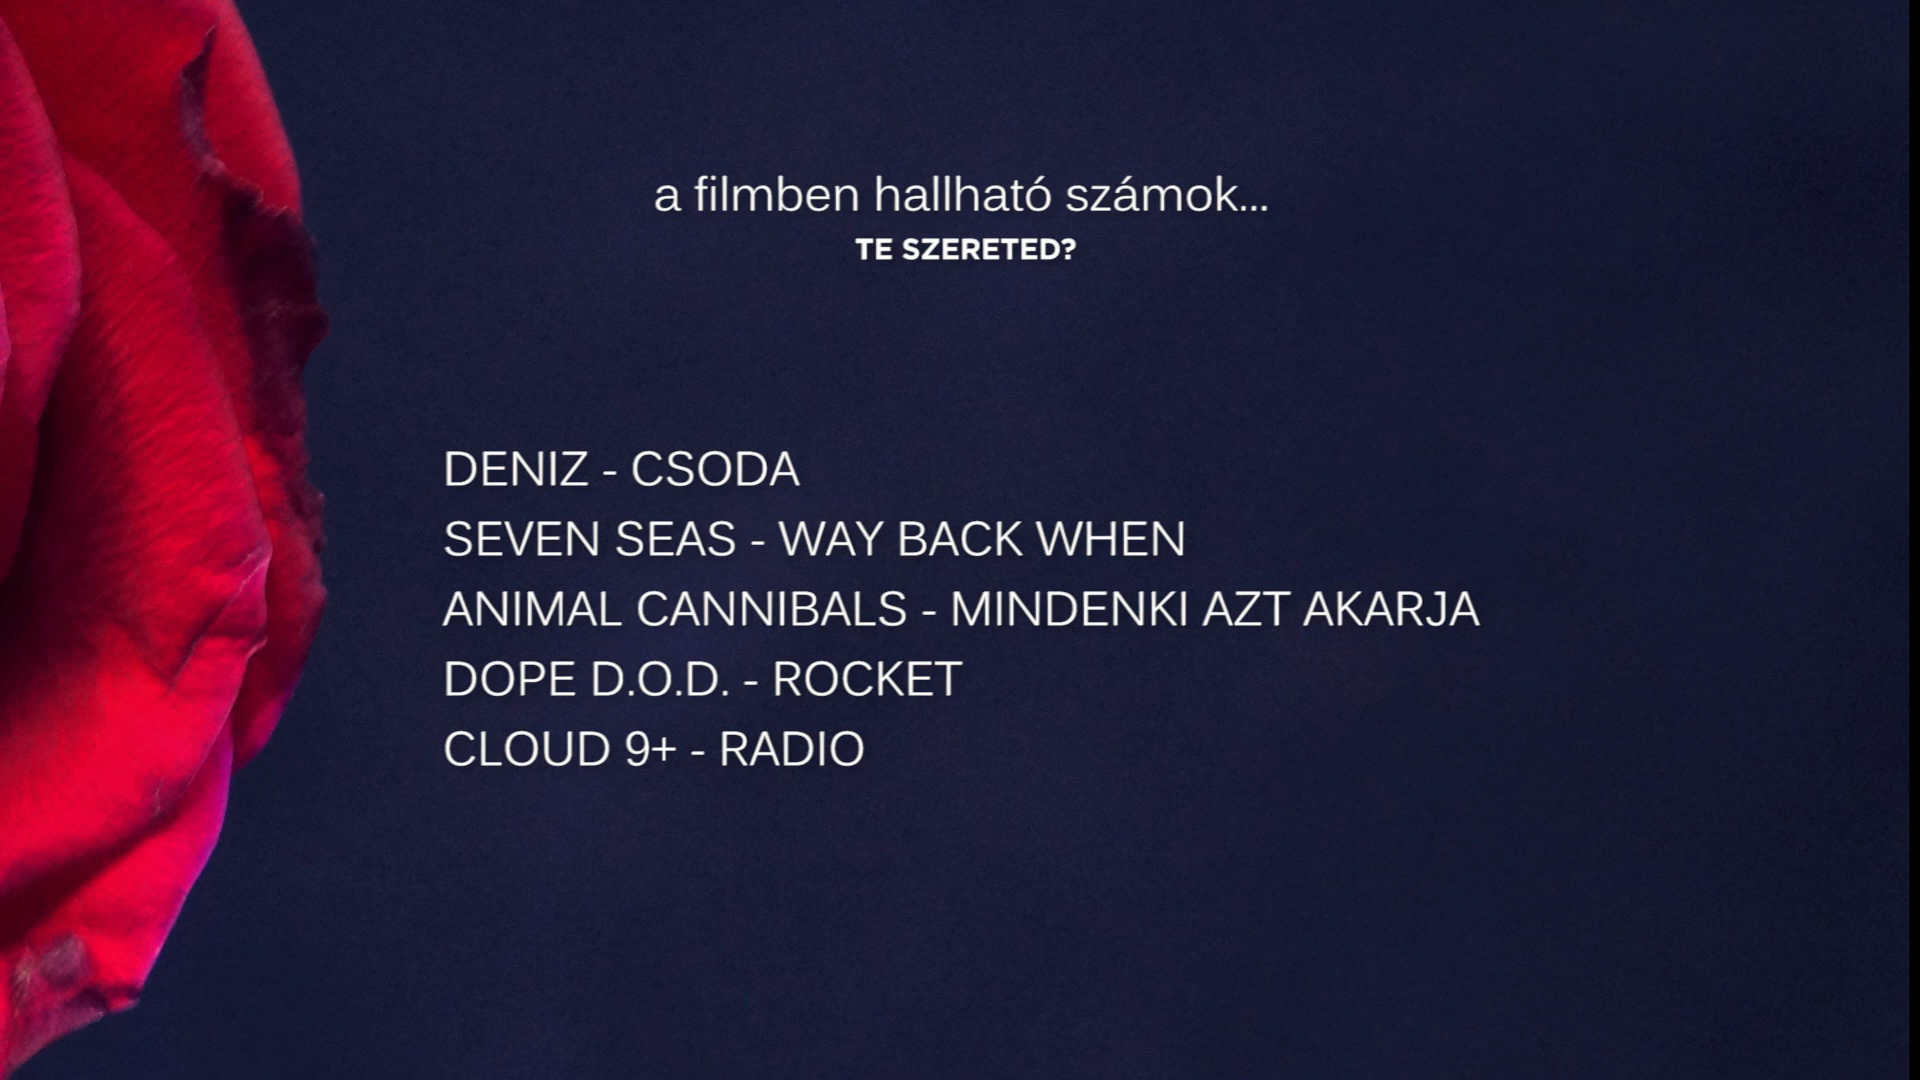 a filmben hallható számok...
TE SZERETED?
DENIZ - CSODA
SEVEN SEAS - WAY BACK WHEN
ANIMAL CANNIBALS - MINDENKI AZT AKARJA
DOPE D.O.D. - ROCKET
CLOUD 9+ - RADIO